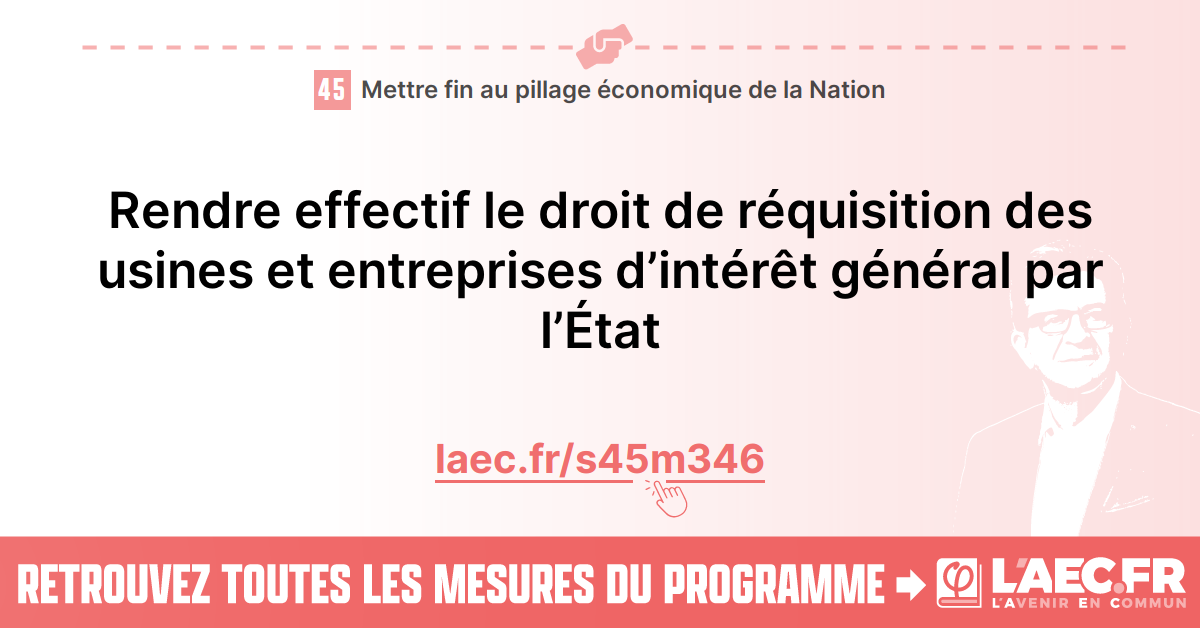 45 Mettre fin au pillage économique de la Nation
Rendre effectif le droit de réquisition des
usines et entreprises d’intérêt général par
l’État
laec.fr/s45m346
RETROUVEZ TOUTES LES MESURES DU PROGRAMME
φ L'AEC.FR
L'AVENIR EN COMMUN